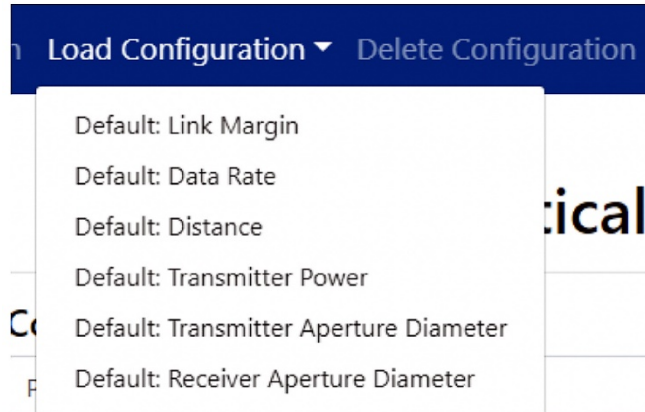 Load Configuration Delete Configuration
Default: Link Margin
Default: Data Rate
Default: Distance
Default: Transmitter Power
Default: Transmitter Aperture Diameter
Default: Receiver Aperture Diameter